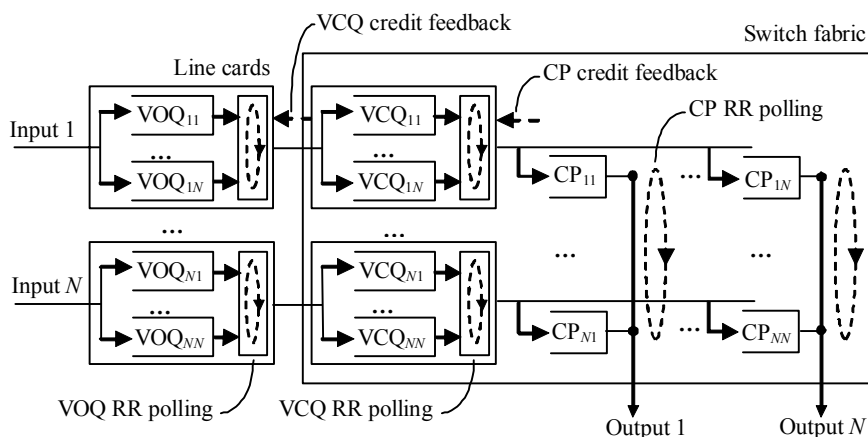 VCQ credit feedback
Switch fabric
Line cards
CP credit feedback
CP RR polling
Input 1
VOQ11
...
VOQ1N
VCQ11
...
VCQ1N
CP11
...
CP1N
...
...
...
...
Input N
VOQN1
...
VOQNN
VCQN1
...
VCQNN
CPN1
...
CPNN
VOQ RR polling
VCQ RR polling
Output 1
Output N